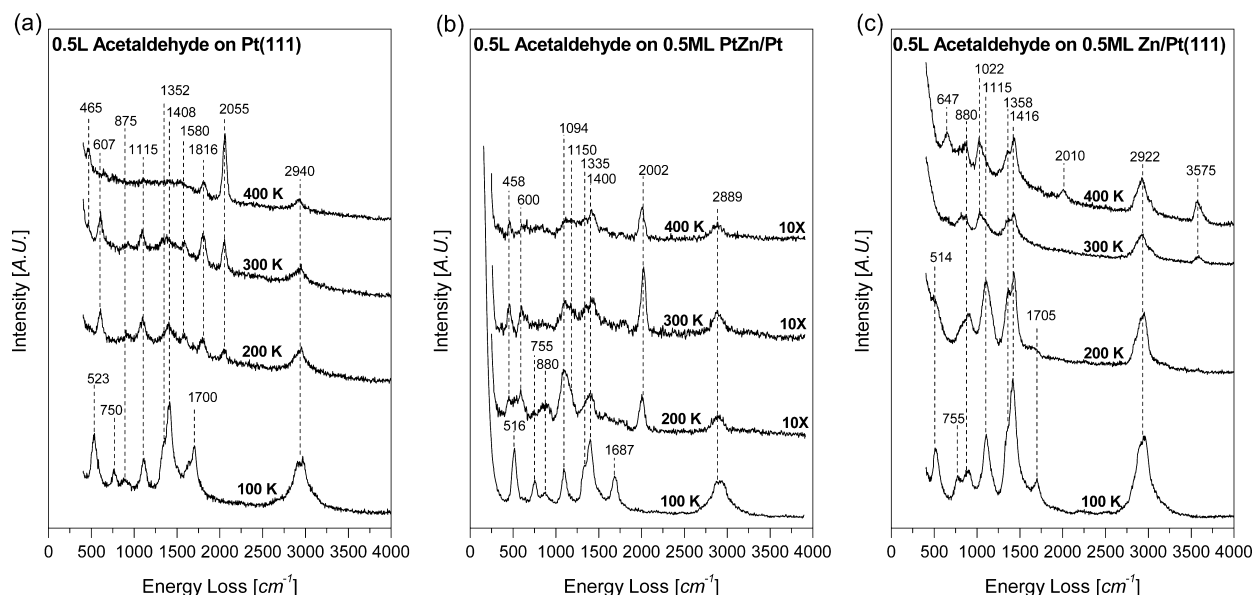 (a)
0.5L Acetaldehyde on Pt(111)
1352
465
875
1408
2055
607
1115
1580
1816
2940
400 K
300 K
200 K
523
750
1700
100 K
Intensity [A.U.]
0 500 1000 1500 2000 2500 3000 3500 4000
Energy Loss [cm-1]
(b)
0.5L Acetaldehyde on 0.5ML PtZn/Pt
1094
1150
1335
2002
458
1400
2889
600
400 K
10X
300 K
10X
755
880
200 K
10X
516
1687
100 K
Intensity [A.U.]
0 500 1000 1500 2000 2500 3000 3500 4000
Energy Loss [cm-1]
(c)
0.5L Acetaldehyde on 0.5ML Zn/Pt(111)
1022
1115
647
1358
880
1416
2010
2922
3575
400 K
300 K
514
1705
200 K
755
100 K
Intensity [A.U.]
0 500 1000 1500 2000 2500 3000 3500 4000
Energy Loss [cm-1]